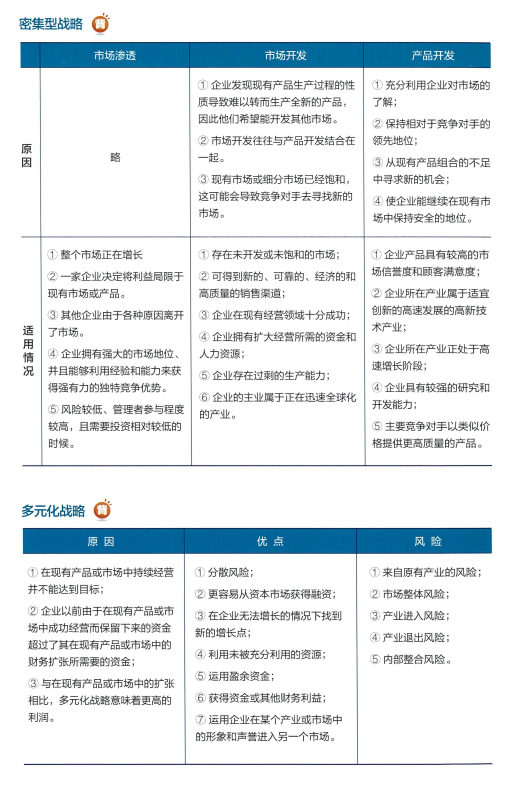 密集型战略 背
市场渗透
市场开发
产品开发
原因
略
① 企业发现现有产品生产过程的性
质导致难以转而生产全新的产品，
因此他们希望能开发其他市场。
② 市场开发往往与产品开发结合在
一起。
③ 现有市场或细分市场已经饱和，
这可能会导致竞争对手去寻找新的
市场。
① 充分利用企业对市场的
了解；
② 保持相对于竞争对手的
领先地位；
③ 从现有产品组合的不足
中寻求新的机会；
④ 使企业能继续在现有市
场中保持安全的地位。
适用情况
① 整个市场正在增长
② 一家企业决定将利益局限于
现有市场或产品。
③ 其他企业由于各种原因离开
了市场。
④ 企业拥有强大的市场地位、
并且能够利用经验和能力来获
得强有力的独特竞争优势。
⑤ 风险较低、管理者参与程度
较高，且需要投资相对较低的
时候。
① 存在未开发或未饱和的市场；
② 可得到新的、可靠的、经济的和
高质量的销售渠道；
③ 企业在现有经营领域十分成功；
④ 企业拥有扩大经营所需的资金和
人力资源；
⑤ 企业存在过剩的生产能力；
⑥ 企业的主业属于正在迅速全球化
的产业。
① 企业产品具有较高的市
场信誉度和顾客满意度；
② 企业所在产业属于适宜
创新的高速发展的高新技
术产业；
③ 企业所在产业正处于高
速增长阶段；
④ 企业具有较强的研究和
开发能力；
⑤ 主要竞争对手以类似价
格提供更高质量的产品。
多元化战略 背
原 因
优 点
风 险
① 在现有产品或市场中持续经营
并不能达到目标；
② 企业以前由于在现有产品或市
场中成功经营而保留下来的资金
超过了其在现有产品或市场中的
财务扩张所需要的资金；
③ 与在现有产品或市场中的扩张
相比，多元化战略意味着更高的
利润。
① 分散风险；
② 更容易从资本市场获得融资；
③ 在企业无法增长的情况下找到
新的增长点；
④ 利用未被充分利用的资源；
⑤ 运用盈余资金；
⑥ 获得资金或其他财务利益；
⑦ 运用企业在某个产业或市场中
的形象和声誉进入另一个市场。
① 来自原有产业的风险；
② 市场整体风险；
③ 产业进入风险；
④ 产业退出风险；
⑤ 内部整合风险。